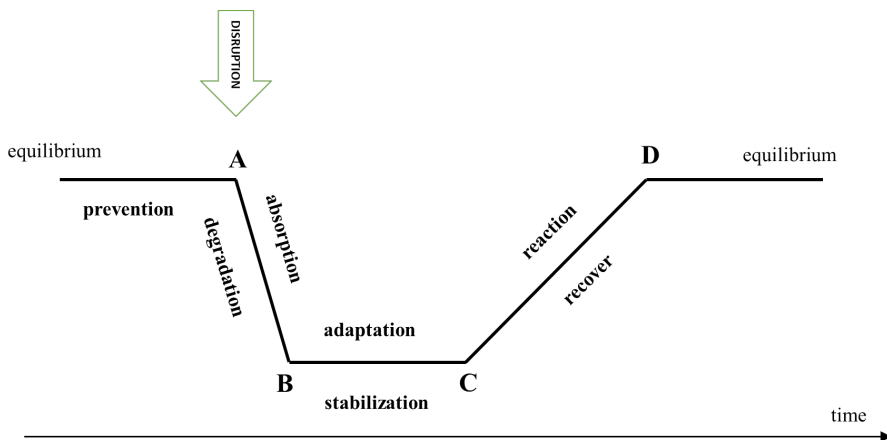 DISRUPTION
equilibrium
A
D
equilibrium
prevention
degradation
absorption
reaction
recover
adaptation
B
C
stabilization
time